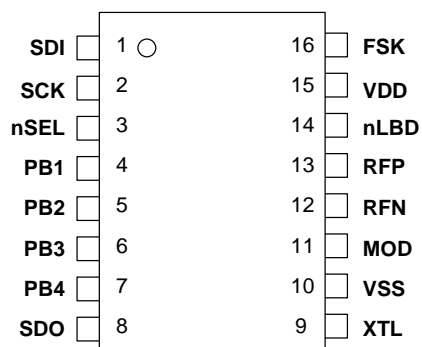 SDI 1 16 FSK
SCK 2 15 VDD
nSEL 3 14 nLBD
PB1 4 13 RFP
PB2 5 12 RFN
PB3 6 11 MOD
PB4 7 10 VSS
SDO 8 9 XTL